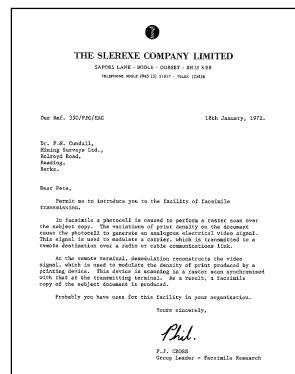 THE SLEREXE COMPANY LIMITED
SAPORS LANE - BOOLE - DORSET - BH 25 8 ER
TELEPHONE BOOLE (945 13) 51617 - TELEX 123456
Our Ref. 350/PJC/EAC
18th January, 1972.
Dr. P.N. Cundall,
Mining Surveys Ltd.,
Holroyd Road,
Reading,
Berks.
Dear Pete,
Permit me to introduce you to the facility of facsimile
transmission.
In facsimile a photocell is caused to perform a raster scan over
the subject copy. The variations of print density on the document
cause the photocell to generate an analogous electrical video signal.
This signal is used to modulate a carrier, which is transmitted to a
remote destination over a radio or cable communications link.
At the remote terminal, demodulation reconstructs the video
signal, which is used to modulate the density of print produced by a
printing device. This device is scanning in a raster scan synchronised
with that at the transmitting terminal. As a result, a facsimile
copy of the subject document is produced.
Probably you have uses for this facility in your organisation.
Yours sincerely,
Phil.
P.J. CROSS
Group Leader - Facsimile Research